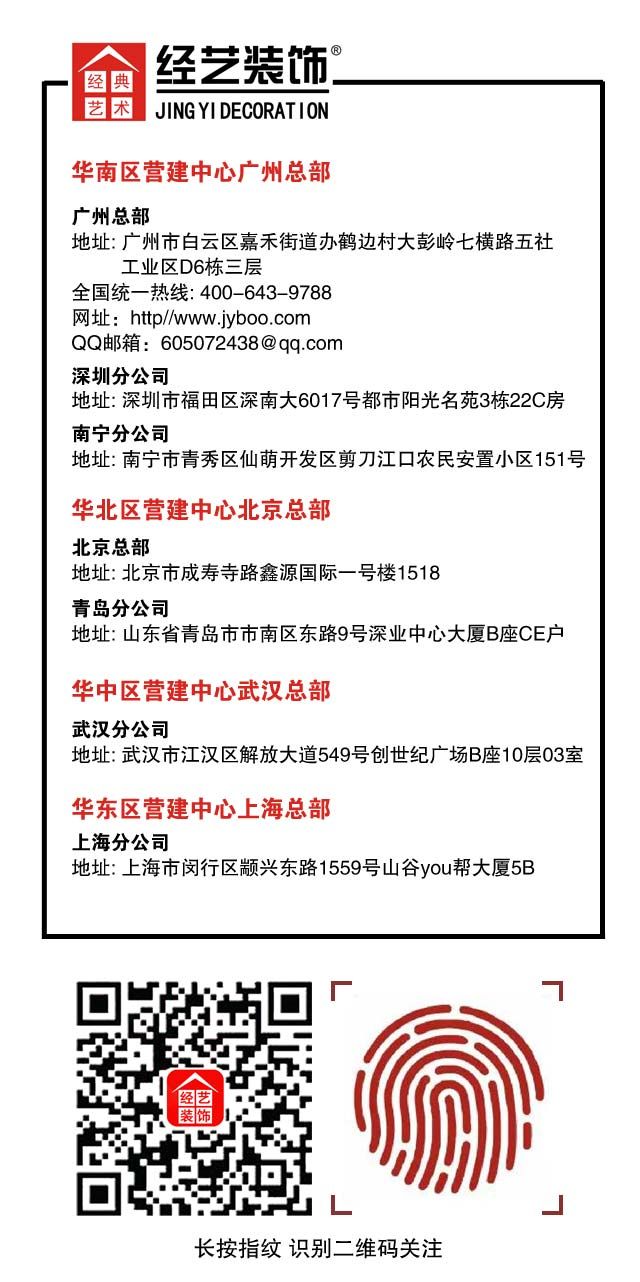 经典
艺术
经艺装饰®
JING YI DECORATION
华南区营建中心广州总部
广州总部
地址: 广州市白云区嘉禾街道办鹤边村大彭岭七横路五社
工业区D6栋三层
全国统一热线: 400-643-9788
网址：http//www.jyboo.com
QQ邮箱：605072438@qq.com
深圳分公司
地址: 深圳市福田区深南大6017号都市阳光名苑3栋22C房
南宁分公司
地址: 南宁市青秀区仙萌开发区剪刀江口农民安置小区151号
华北区营建中心北京总部
北京总部
地址: 北京市成寿寺路鑫源国际一号楼1518
青岛分公司
地址: 山东省青岛市市南区东路9号深业中心大厦B座CE户
华中区营建中心武汉总部
武汉分公司
地址: 武汉市江汉区解放大道549号创世纪广场B座10层03室
华东区营建中心上海总部
上海分公司
地址: 上海市闵行区颛兴东路1559号山谷you帮大厦5B
经艺
装饰
长按指纹 识别二维码关注